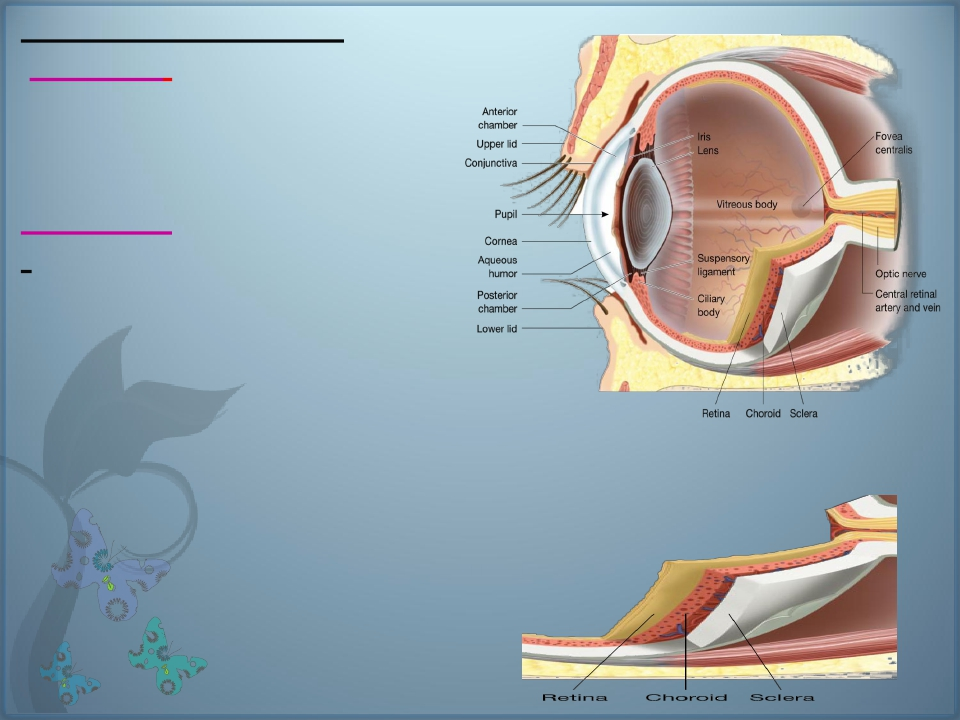 Anterior
chamber
Upper lid
Conjunctiva
Pupil
Cornea
Aqueous
humor
Posterior
chamber
Lower lid
Iris
Lens
Vitreous body
Suspensory
ligament
Ciliary
body
Fovea
centralis
Optic nerve
Central retinal
artery and vein
Retina Choroid Sclera
Retina Choroid Sclera